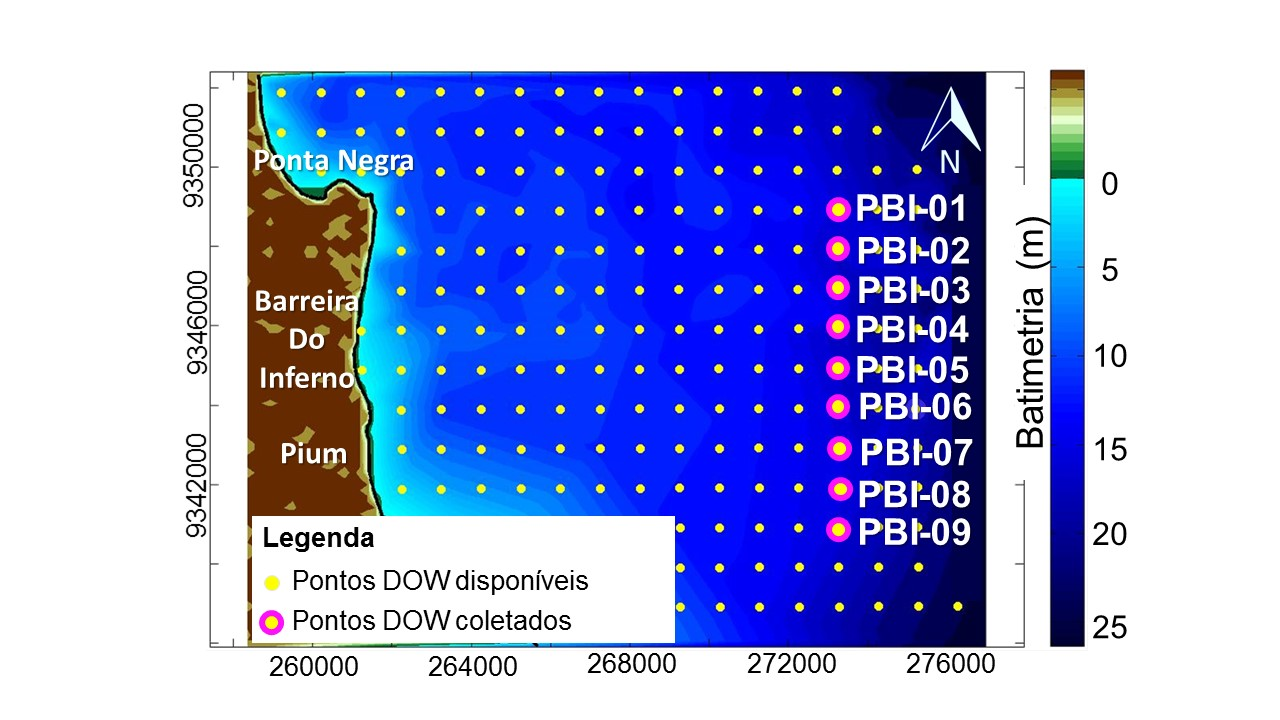 9350000
9346000
9342000
Ponta Negra
Barreira
Do
Inferno
Pium
N
PBI-01
PBI-02
PBI-03
PBI-04
PBI-05
PBI-06
PBI-07
PBI-08
PBI-09
Legenda
Pontos DOW disponíveis
Pontos DOW coletados
260000
264000
268000
272000
276000
Batimetria (m)
0
5
10
15
20
25